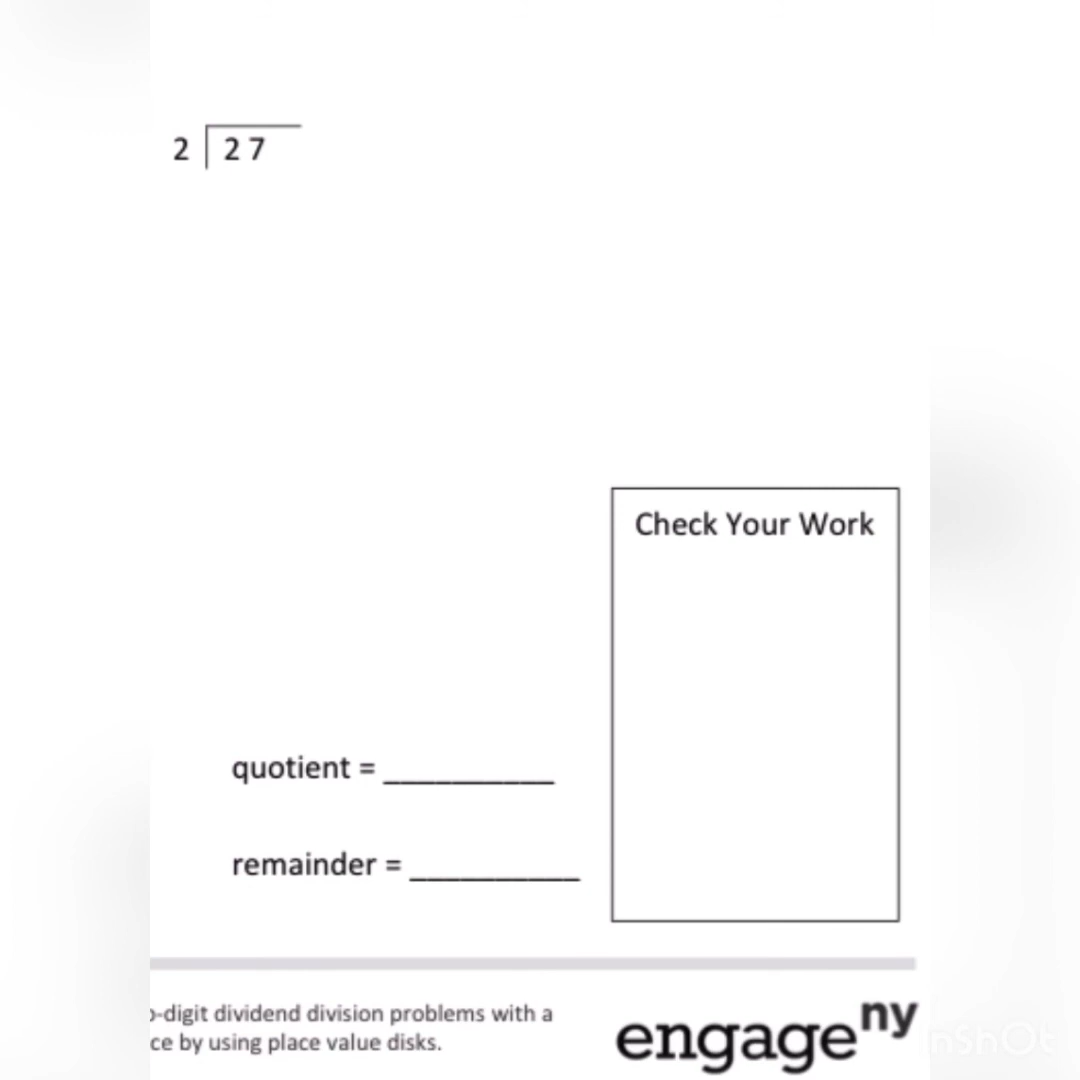 2 27
Check Your Work
quotient = __________
remainder = __________
-digit dividend division problems with a
ce by using place value disks.
engage ny
nShOt